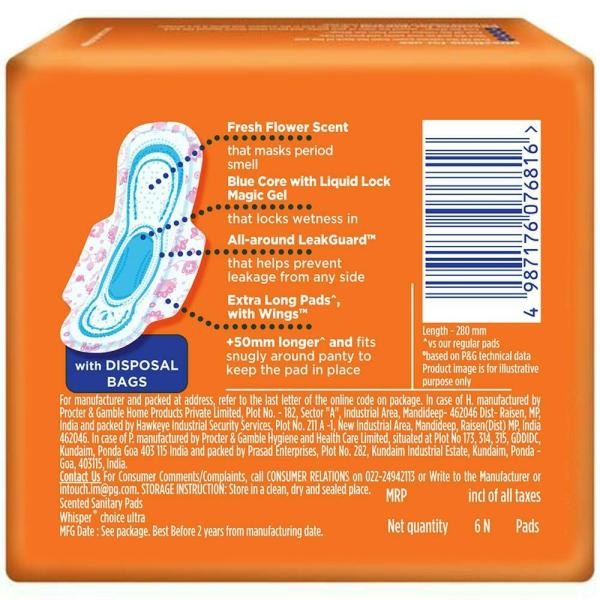 Fresh Flower Scent
that masks period
smell
Blue Core with Liquid Lock
Magic Gel
that locks wetness in
All-around LeakGuard™
that helps prevent
leakage from any side
Extra Long Pads^,
with Wings™
+50mm longer^ and fits
snugly around panty to
keep the pad in place
with DISPOSAL
BAGS
4 987176 076816 >
Length - 280 mm
^vs our regular pads
based on P&G technical data
Product image is for illustrative
purpose only
For manufacturer and packed at address, refer to the last letter of the online code on package. In case of H. manufactured by
Procter & Gamble Home Products Private Limited, Plot No. - 182, Sector "A", Industrial Area, Mandideep- 462046 Dist- Raisen, MP,
India and packed by Hawkeye Industrial Security Services, Plot No. 211 A -1, New Industrial Area, Mandideep, Raisen(Dist) MP, India
462046. In case of P. manufactured by Procter & Gamble Hygiene and Health Care Limited, situated at Plot No 173, 314, 315, GDDIDC,
Kundaim, Ponda Goa 403 115 India and packed by Prasad Enterprises, Plot No. 282, Kundaim Industrial Estate, Kundaim, Ponda -
Goa, 403115, India.
Contact Us For Consumer Comments/Complaints, call CONSUMER RELATIONS on 022-24942113 or Write to the Manufacturer or
intouch.im@pg.com. STORAGE INSTRUCTION: Store in a clean, dry and sealed place.
Scented Sanitary Pads
Whisper® choice ultra
MFG Date : See package. Best Before 2 years from manufacturing date.
MRP incl of all taxes
Net quantity 6 N Pads